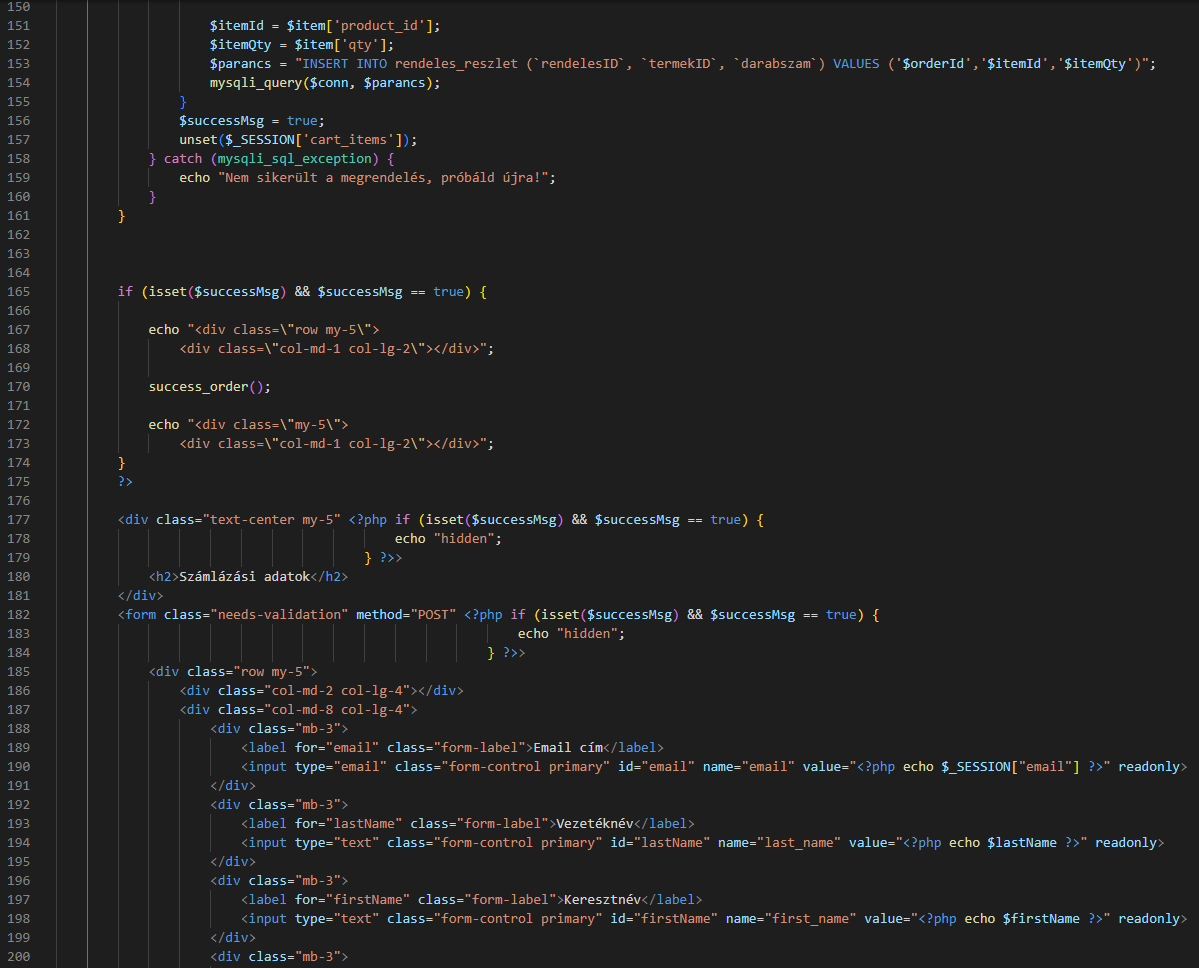 150
151 $itemId = $item['product_id'];
152 $itemQty = $item['qty'];
153 $parancs = "INSERT INTO rendeles_reszlet (`rendelesID`, `termekID`, `darabszam`) VALUES ('$orderId','$itemId','$itemQty')";
154 mysqli_query($conn, $parancs);
155 }
156 $successMsg = true;
157 unset($_SESSION['cart_items']);
158 } catch (mysqli_sql_exception) {
159 echo "Nem sikerült a megrendelés, próbáld újra!";
160 }
161 }
162
163
164
165 if (isset($successMsg) && $successMsg == true) {
166
167 echo "<div class=\"row my-5\">
168 <div class=\"col-md-1 col-lg-2\"></div>";
169
170 success_order();
171
172 echo "<div class=\"my-5\">
173 <div class=\"col-md-1 col-lg-2\"></div>";
174 }
175 ?>
176
177 <div class="text-center my-5" <?php if (isset($successMsg) && $successMsg == true) {
178 echo "hidden";
179 } ?>>
180 <h2>Számlázási adatok</h2>
181 </div>
182 <form class="needs-validation" method="POST" <?php if (isset($successMsg) && $successMsg == true) {
183 echo "hidden";
184 } ?>>
185 <div class="row my-5">
186 <div class="col-md-2 col-lg-4"></div>
187 <div class="col-md-8 col-lg-4">
188 <div class="mb-3">
189 <label for="email" class="form-label">Email cím</label>
190 <input type="email" class="form-control primary" id="email" name="email" value="<?php echo $_SESSION["email"] ?>" readonly>
191 </div>
192 <div class="mb-3">
193 <label for="lastName" class="form-label">Vezetéknév</label>
194 <input type="text" class="form-control primary" id="lastName" name="last_name" value="<?php echo $lastName ?>" readonly>
195 </div>
196 <div class="mb-3">
197 <label for="firstName" class="form-label">Keresztnév</label>
198 <input type="text" class="form-control primary" id="firstName" name="first_name" value="<?php echo $firstName ?>" readonly>
199 </div>
200 <div class="mb-3">